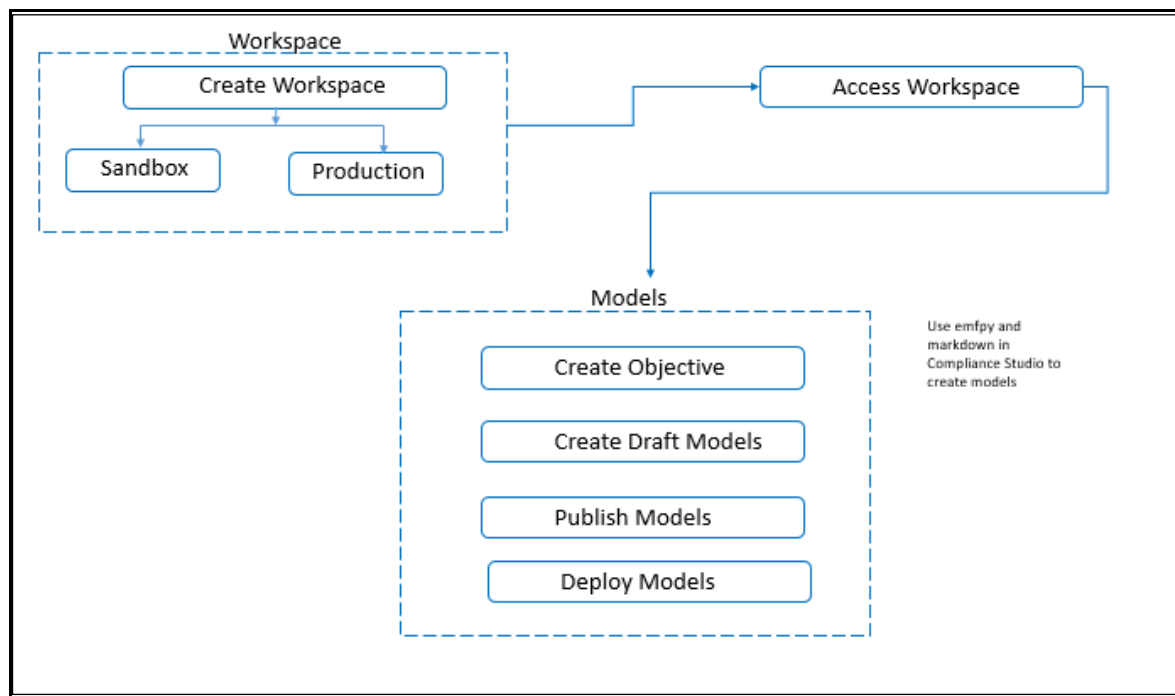 Workspace
Create Workspace
Access Workspace
Sandbox
Production
Models
Create Objective
Use emfpy and
markdown in
Compliance Studio to
create models
Create Draft Models
Publish Models
Deploy Models